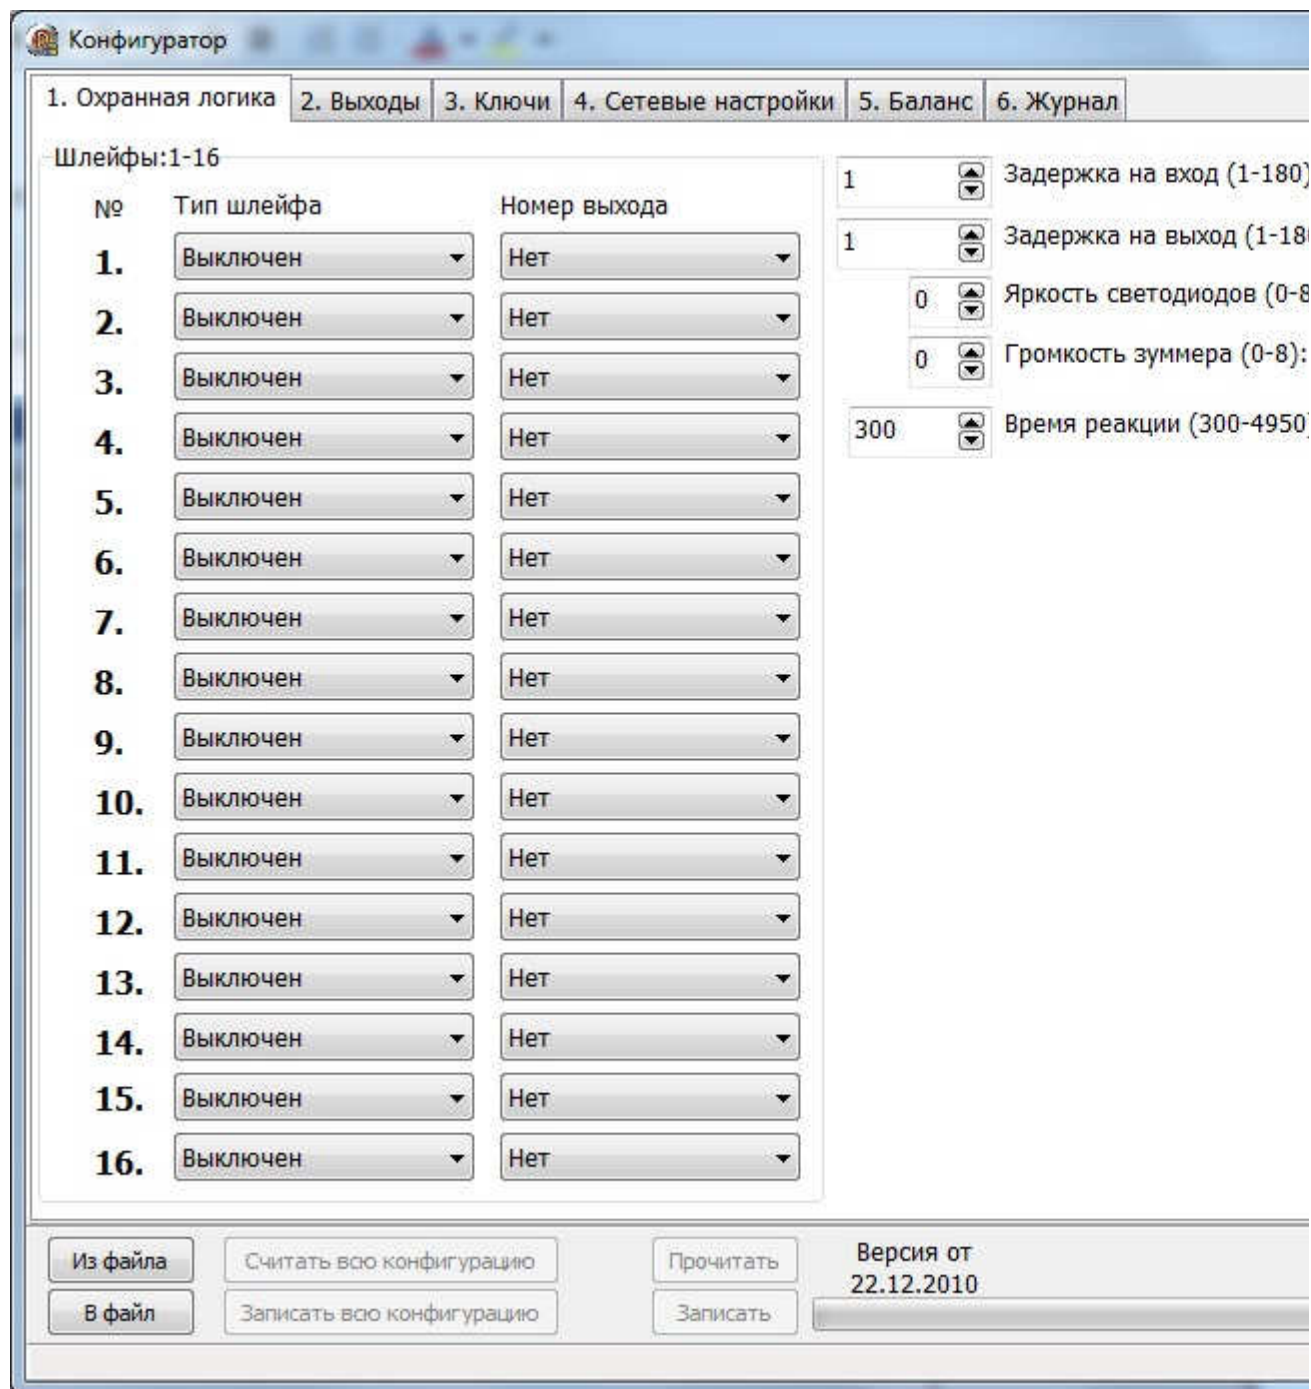 Конфигуратор
1. Охранная логика 2. Выходы 3. Ключи 4. Сетевые настройки 5. Баланс 6. Журнал
Шлейфы:1-16
№ Тип шлейфа Номер выхода
1. Выключен Нет
2. Выключен Нет
3. Выключен Нет
4. Выключен Нет
5. Выключен Нет
6. Выключен Нет
7. Выключен Нет
8. Выключен Нет
9. Выключен Нет
10. Выключен Нет
11. Выключен Нет
12. Выключен Нет
13. Выключен Нет
14. Выключен Нет
15. Выключен Нет
16. Выключен Нет
1 Задержка на вход (1-180)
1 Задержка на выход (1-180
0 Яркость светодиодов (0-8
0 Громкость зуммера (0-8):
300 Время реакции (300-4950)
Из файла Считать всю конфигурацию Прочитать Версия от
22.12.2010
В файл Записать всю конфигурацию Записать